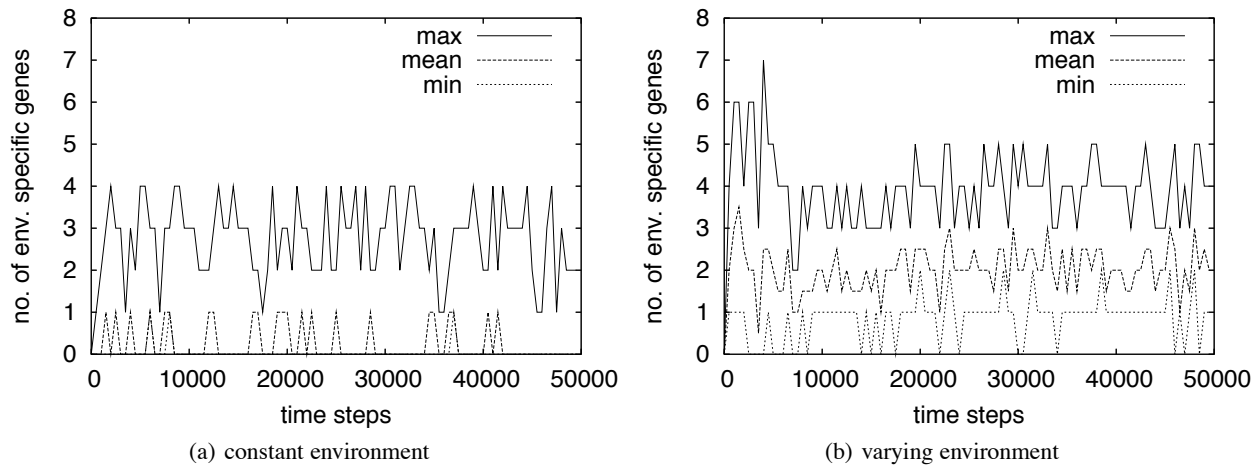 no. of env. specific genes
8
7
6
5
4
3
2
1
0
max
mean
min
0 10000 20000 30000 40000 50000
time steps
(a) constant environment
no. of env. specific genes
8
7
6
5
4
3
2
1
0
max
mean
min
0 10000 20000 30000 40000 50000
time steps
(b) varying environment